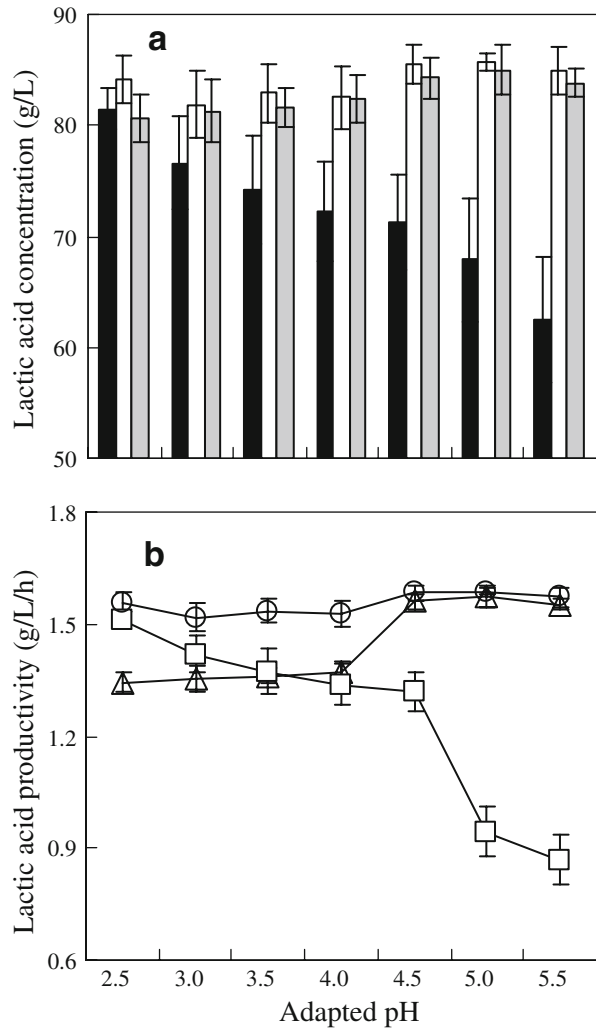 a
Lactic acid concentration (g/L)
90
80
70
60
50
b
Lactic acid productivity (g/L/h)
1.8
1.5
1.2
0.9
0.6
2.5 3.0 3.5 4.0 4.5 5.0 5.5
Adapted pH